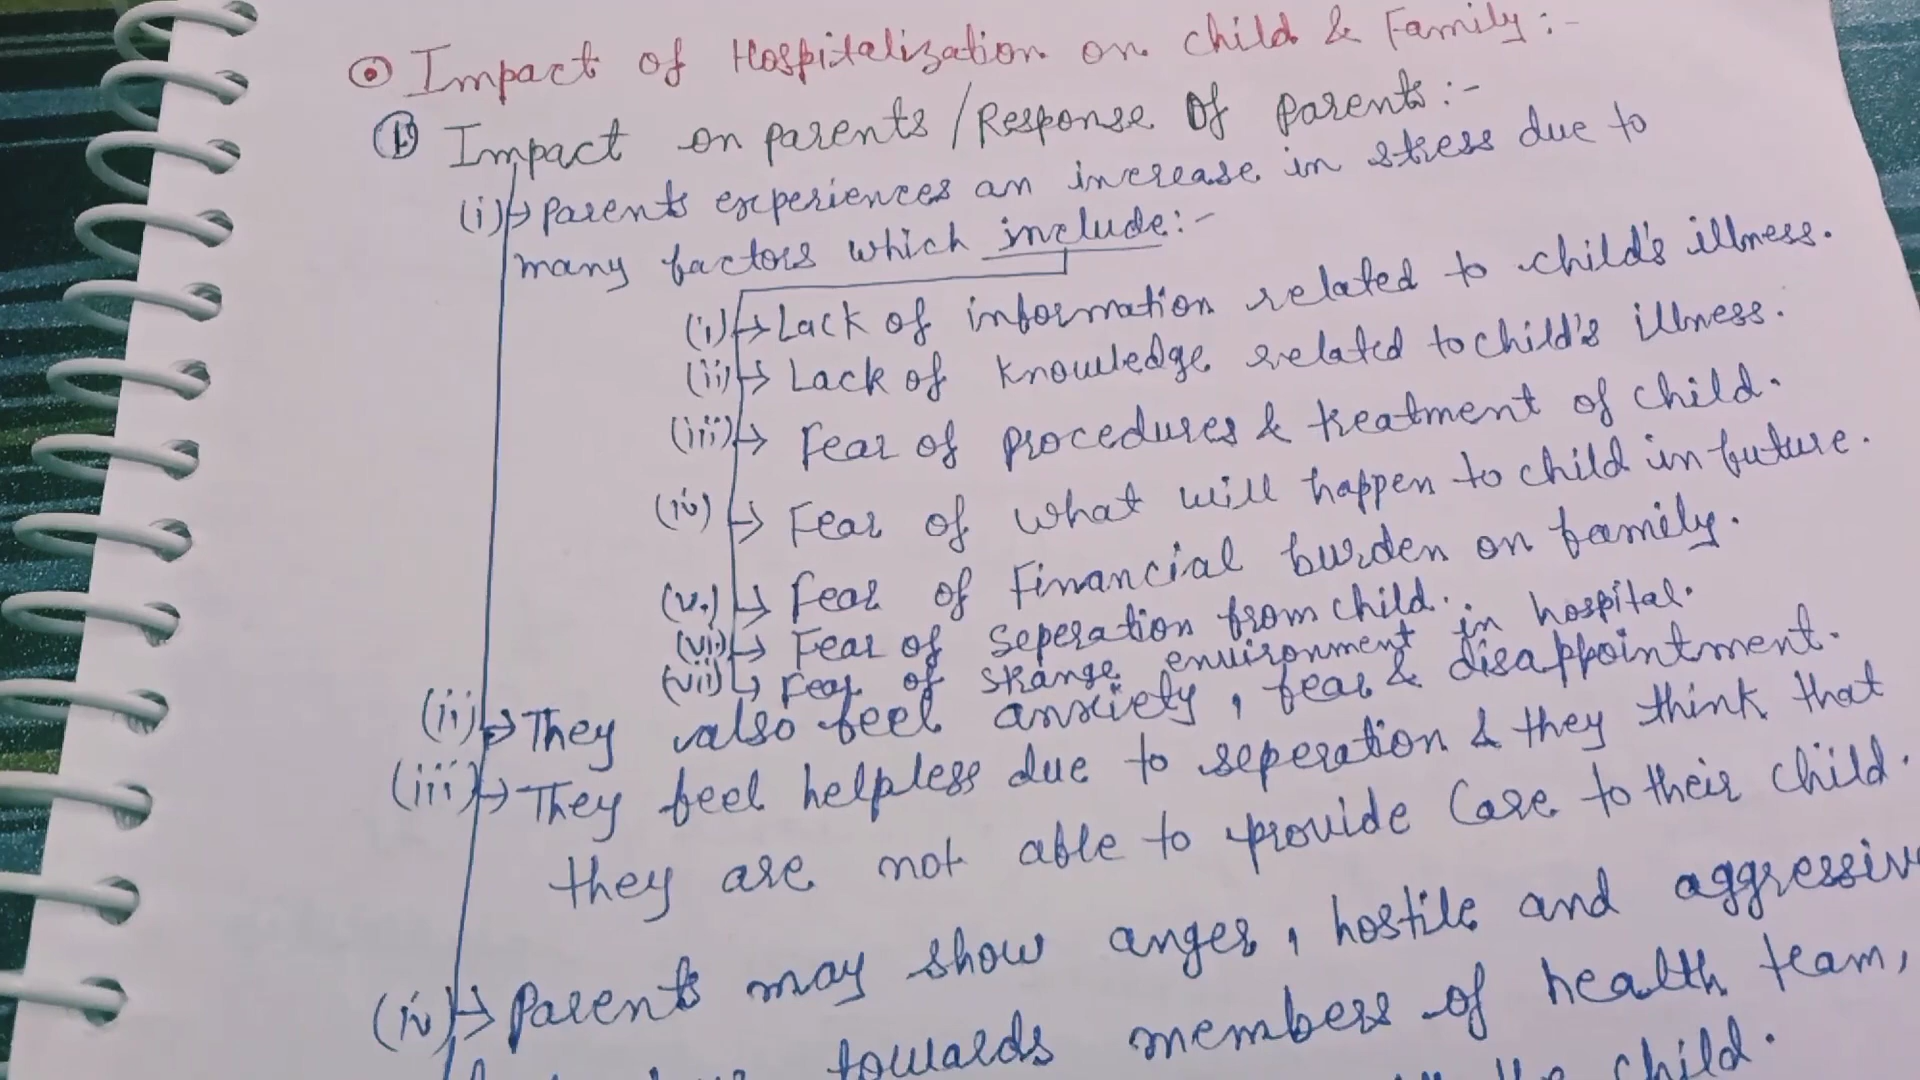 Impact of Hospitalization on child & Family:-
(1) Impact on parents / Response of parents:-
(i)→ parents experiences an increase in stress due to
many factors which include:-
(i)→ Lack of information related to child's illness.
(ii)→ Lack of knowledge related to child's illness.
(iii)→ Fear of procedures & treatment of child.
(iv)→ Fear of what will happen to child in future.
(v.)→ Fear of Financial burden on family.
(vi)→ Fear of seperation from child.
(vii)→ Fear of strange environment in hospital.
(ii)→ They also feel anxiety, fear & disappointment.
(iii)→ They feel helpless due to seperation & they think that
they are not able to provide care to their child.
(iv)→ Parents may show anger, hostile and aggressive
towards members of health team,
the child.